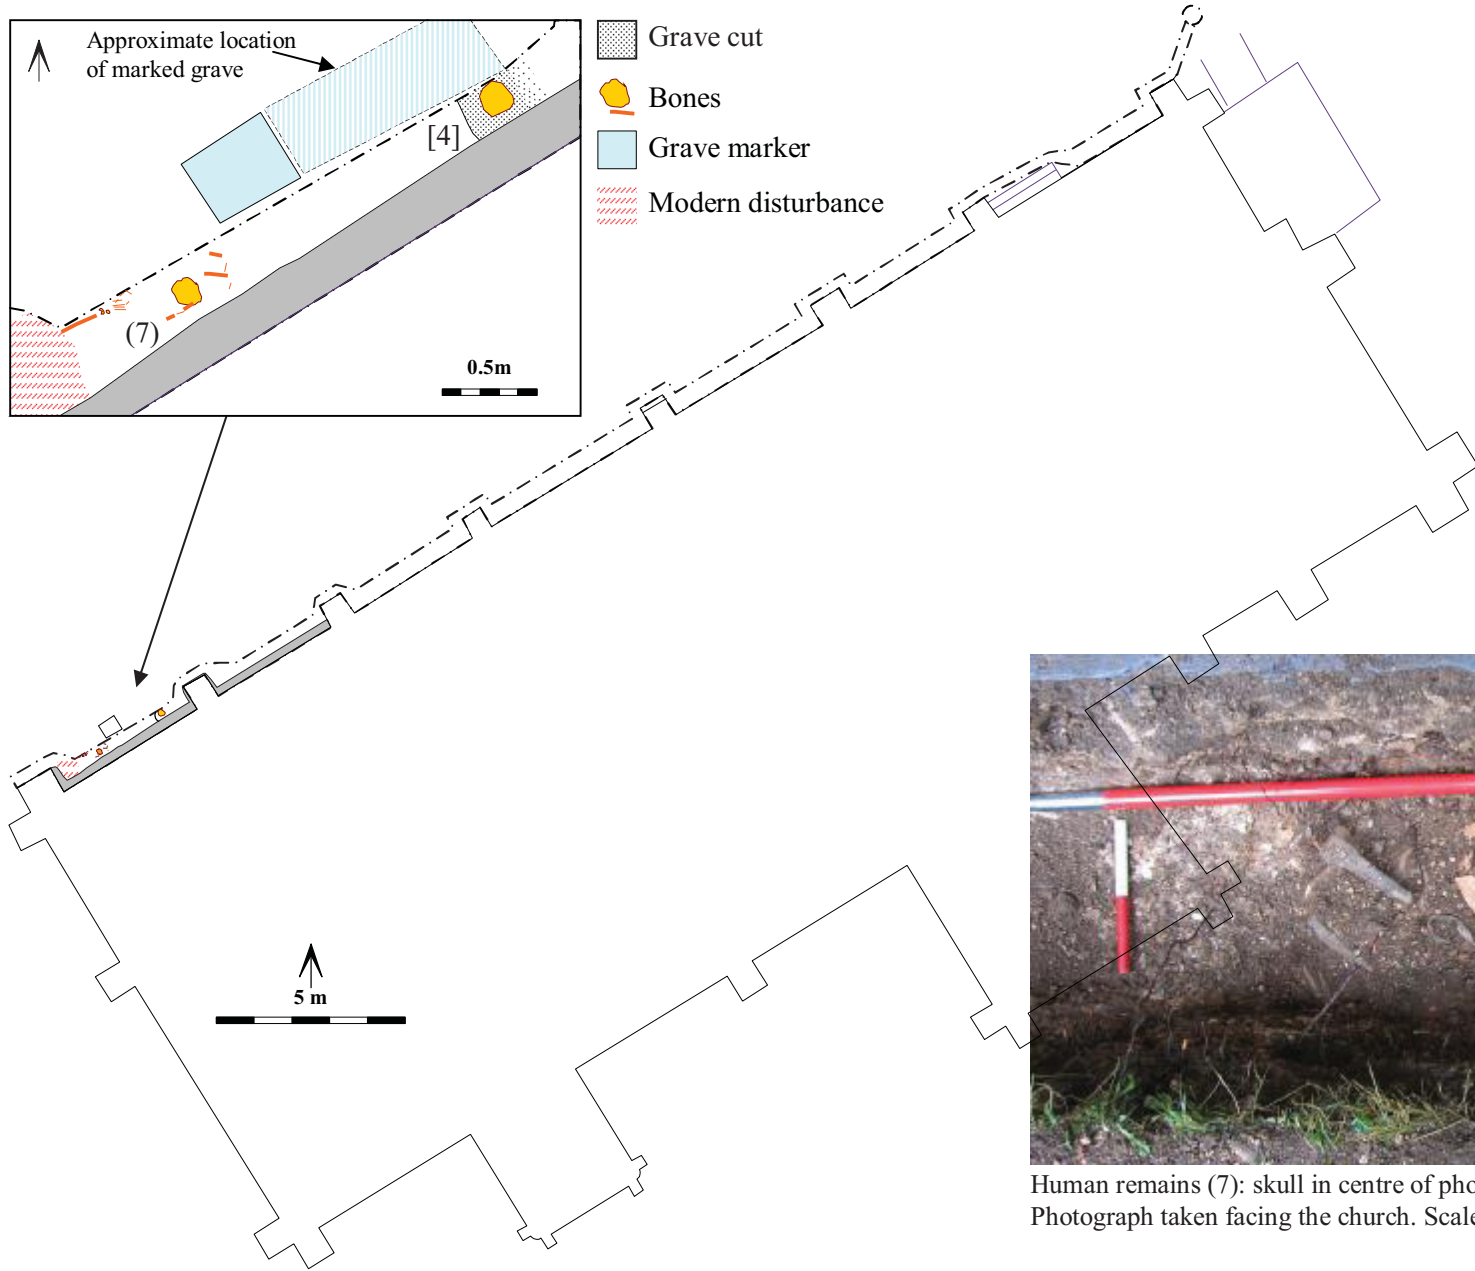 Approximate location
of marked grave
[4]
(7)
0.5m
Grave cut
Bones
Grave marker
Modern disturbance
5 m
Human remains (7): skull in centre of pho
Photograph taken facing the church. Scale